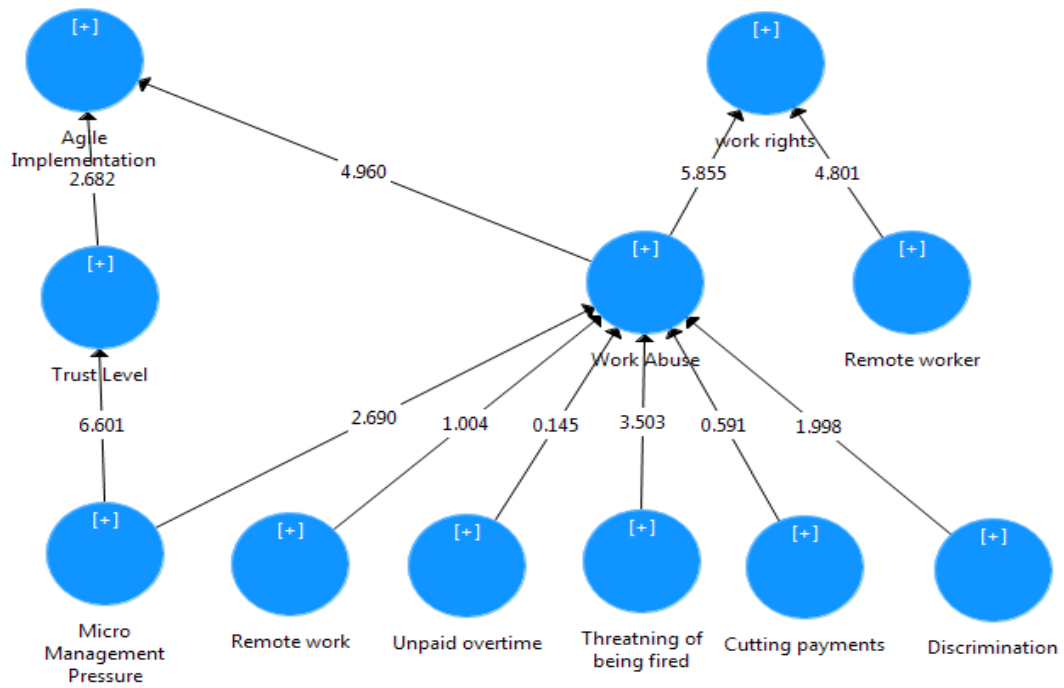 [+]
[+]
Agile
Implementation
work rights
2.682
4.960
5.855
4.801
[+]
[+]
[+]
Trust Level
Work Abuse
Remote worker
6.601
2.690
1.004
0.145
3.503
0.591
1.998
[+]
[+]
[+]
[+]
[+]
[+]
Micro
Management
Pressure
Remote work
Unpaid overtime
Threatning of
being fired
Cutting payments
Discrimination